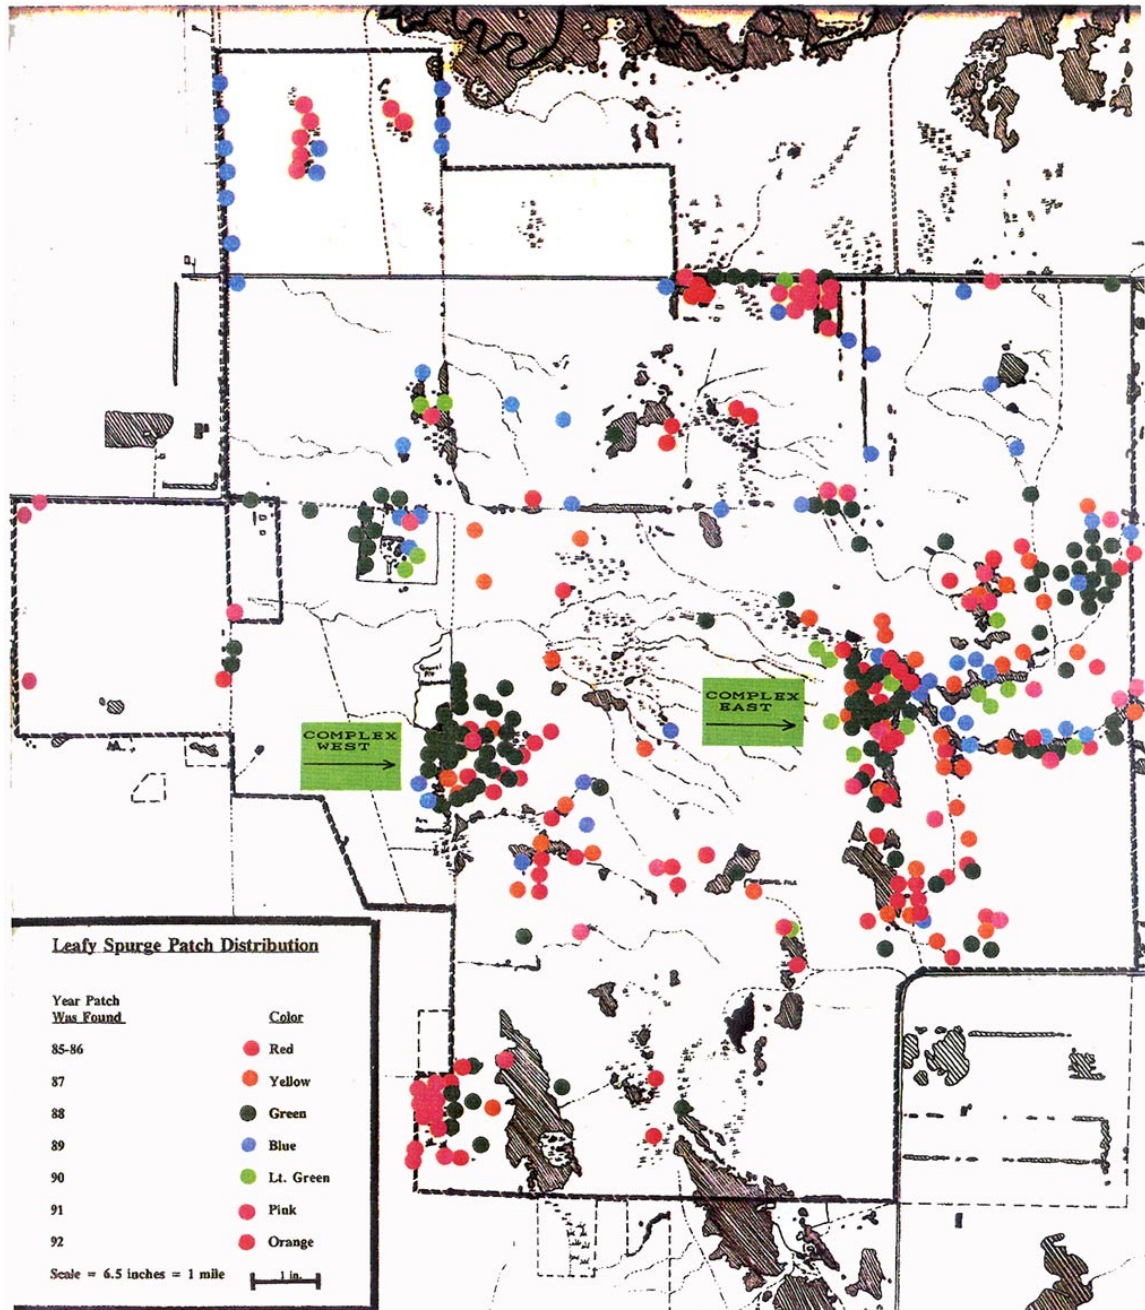 COMPLEX
EAST
COMPLEX
WEST
Leafy Spurge Patch Distribution
Year Patch
Was Found Color
85-86 Red
87 Yellow
88 Green
89 Blue
90 Lt. Green
91 Pink
92 Orange
Scale = 6.5 inches = 1 mile 1 in.